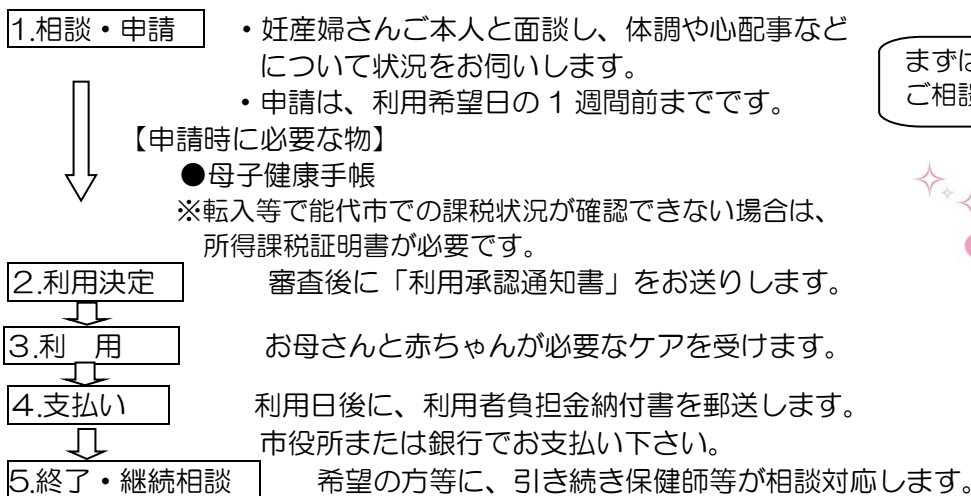 1.相談・申請　・妊産婦さんご本人と面談し、体調や心配事など
について状況をお伺いします。
・申請は、利用希望日の 1 週間前までです。
まずは
ご相談
【申請時に必要な物】
●母子健康手帳
※転入等で能代市での課税状況が確認できない場合は、
所得課税証明書が必要です。
2.利用決定　審査後に「利用承認通知書」をお送りします。
3.利　用　お母さんと赤ちゃんが必要なケアを受けます。
4.支払い　利用日後に、利用者負担金納付書を郵送します。
市役所または銀行でお支払い下さい。
5.終了・継続相談　希望の方等に、引き続き保健師等が相談対応します。